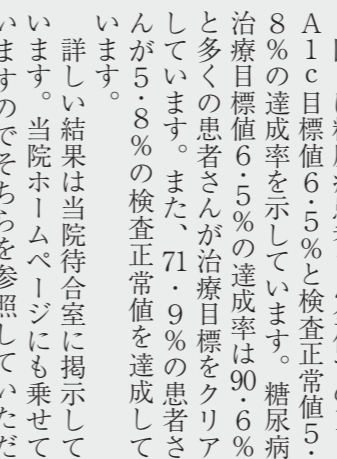 A1c目標値6・5%と検査正常値5・
8%の達成率を示しています。糖尿病
治療目標値6・5%の達成率は90・6%
と多くの患者さんが治療目標をクリア
しています。また、71・9%の患者さ
んが5・8%の検査正常値を達成して
います。
詳しい結果は当院待合室に掲示して
います。当院ホームページにも乗せて
いますのでそちらを参照していただ